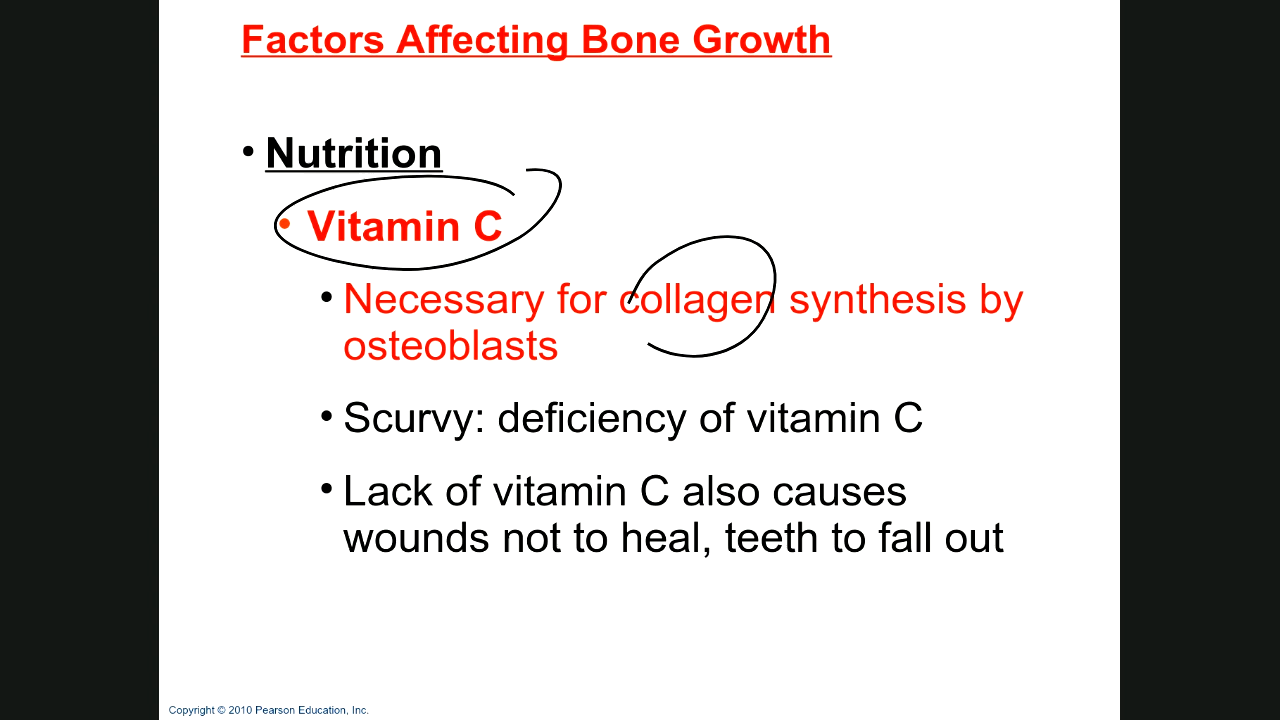 Factors Affecting Bone Growth
• Nutrition
• Vitamin C
• Necessary for collagen synthesis by
osteoblasts
• Scurvy: deficiency of vitamin C
• Lack of vitamin C also causes
wounds not to heal, teeth to fall out
Copyright © 2010 Pearson Education, Inc.